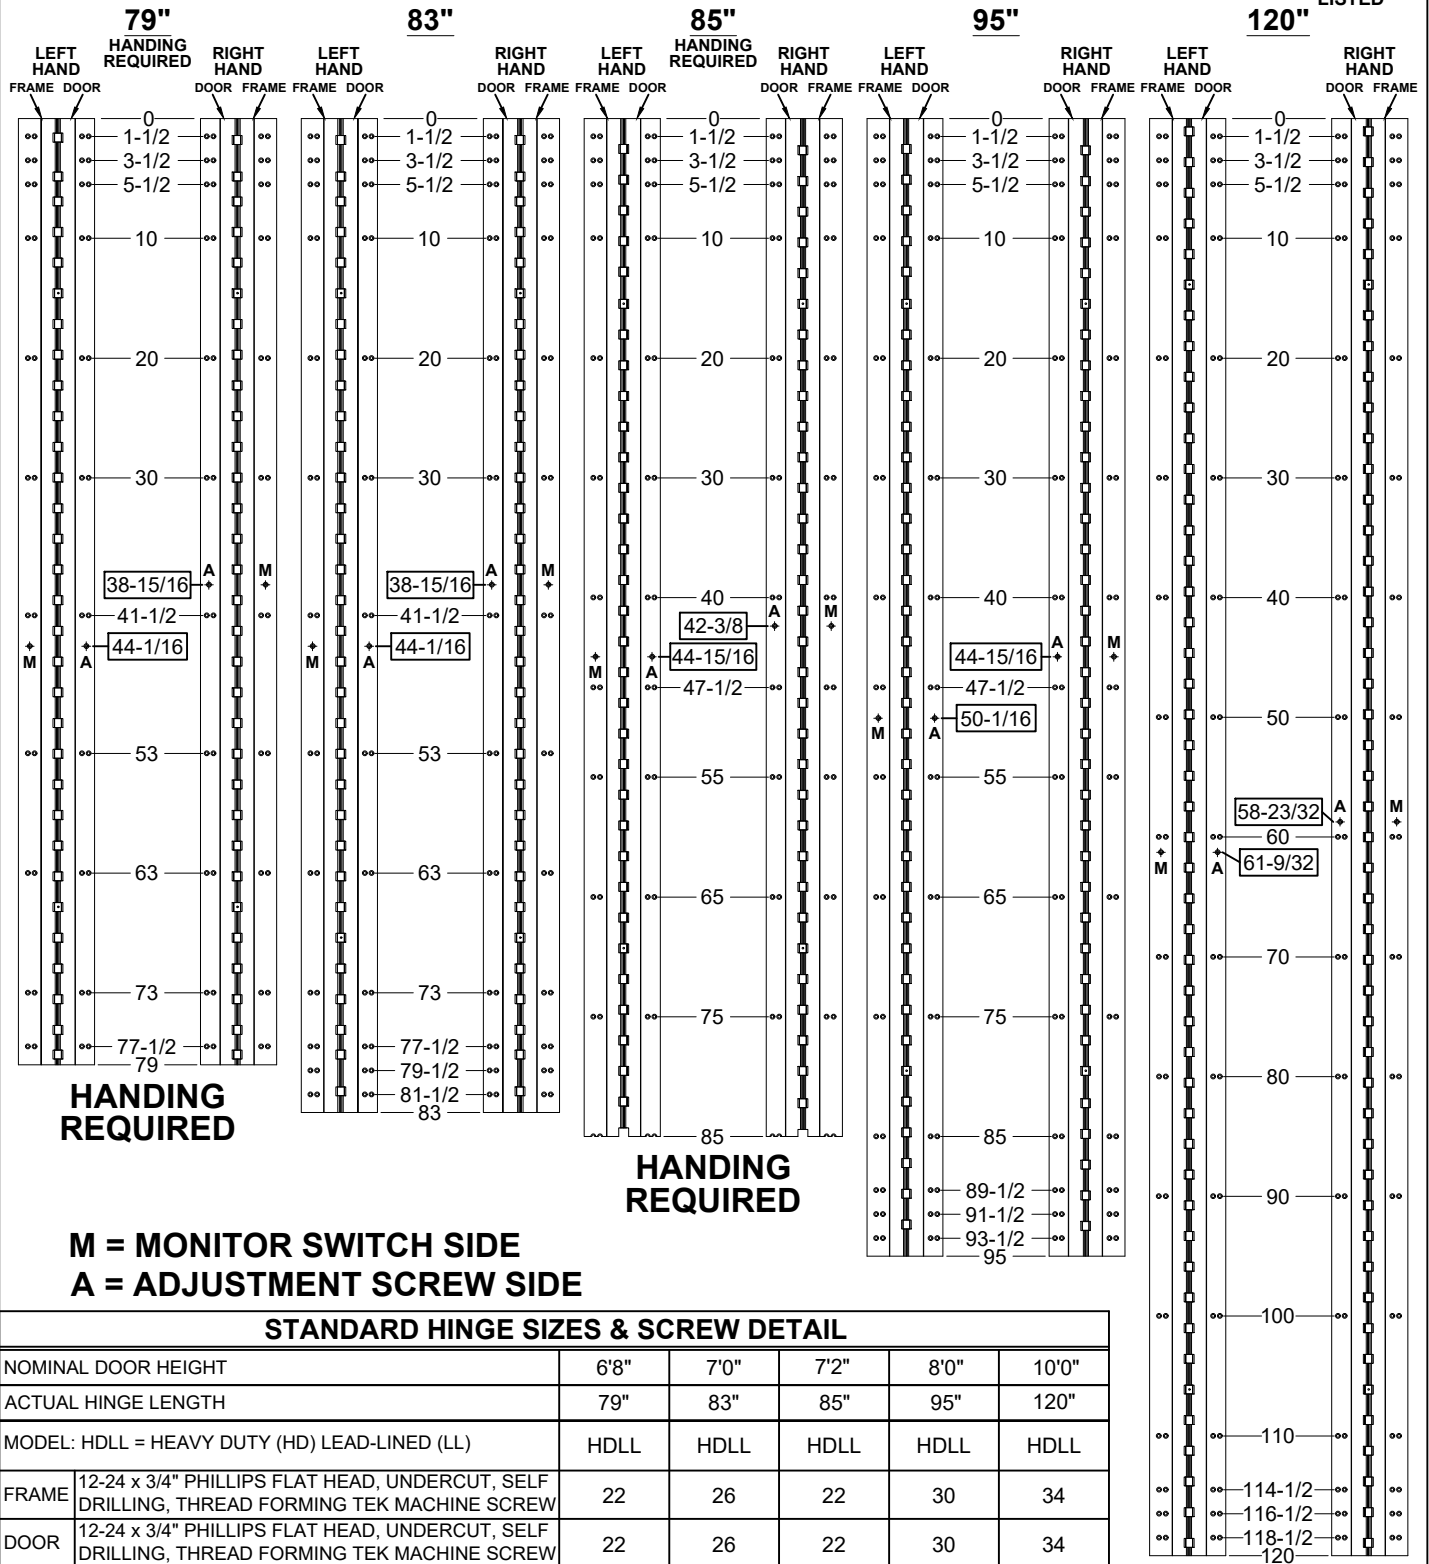 LISTED
79"
HANDING
REQUIRED
LEFT
HAND
FRAME DOOR
RIGHT
HAND
DOOR FRAME
0
1-1/2
3-1/2
5-1/2
10
20
30
38-15/16
A
M
41-1/2
44-1/16
M
A
53
63
73
77-1/2
79
HANDING
REQUIRED
83"
LEFT
HAND
FRAME DOOR
RIGHT
HAND
DOOR FRAME
0
1-1/2
3-1/2
5-1/2
10
20
30
38-15/16
A
M
41-1/2
44-1/16
M
A
53
63
73
77-1/2
79-1/2
81-1/2
83
85"
HANDING
REQUIRED
LEFT
HAND
FRAME DOOR
RIGHT
HAND
DOOR FRAME
0
1-1/2
3-1/2
5-1/2
10
20
30
40
42-3/8
A
M
44-15/16
M
A
47-1/2
55
65
75
85
HANDING
REQUIRED
95"
LEFT
HAND
FRAME DOOR
RIGHT
HAND
DOOR FRAME
0
1-1/2
3-1/2
5-1/2
10
20
30
40
44-15/16
A
M
47-1/2
50-1/16
M
A
55
65
75
85
89-1/2
91-1/2
93-1/2
95
120"
LEFT
HAND
FRAME DOOR
RIGHT
HAND
DOOR FRAME
0
1-1/2
3-1/2
5-1/2
10
20
30
40
50
58-23/32
A
M
60
61-9/32
M
A
70
80
90
100
110
114-1/2
116-1/2
118-1/2
120
M = MONITOR SWITCH SIDE
A = ADJUSTMENT SCREW SIDE
STANDARD HINGE SIZES & SCREW DETAIL
NOMINAL DOOR HEIGHT 6'8" 7'0" 7'2" 8'0" 10'0"
ACTUAL HINGE LENGTH 79" 83" 85" 95" 120"
MODEL: HDLL = HEAVY DUTY (HD) LEAD-LINED (LL) HDLL HDLL HDLL HDLL HDLL
FRAME 12-24 x 3/4" PHILLIPS FLAT HEAD, UNDERCUT, SELF
DRILLING, THREAD FORMING TEK MACHINE SCREW 22 26 22 30 34
DOOR 12-24 x 3/4" PHILLIPS FLAT HEAD, UNDERCUT, SELF
DRILLING, THREAD FORMING TEK MACHINE SCREW 22 26 22 30 34